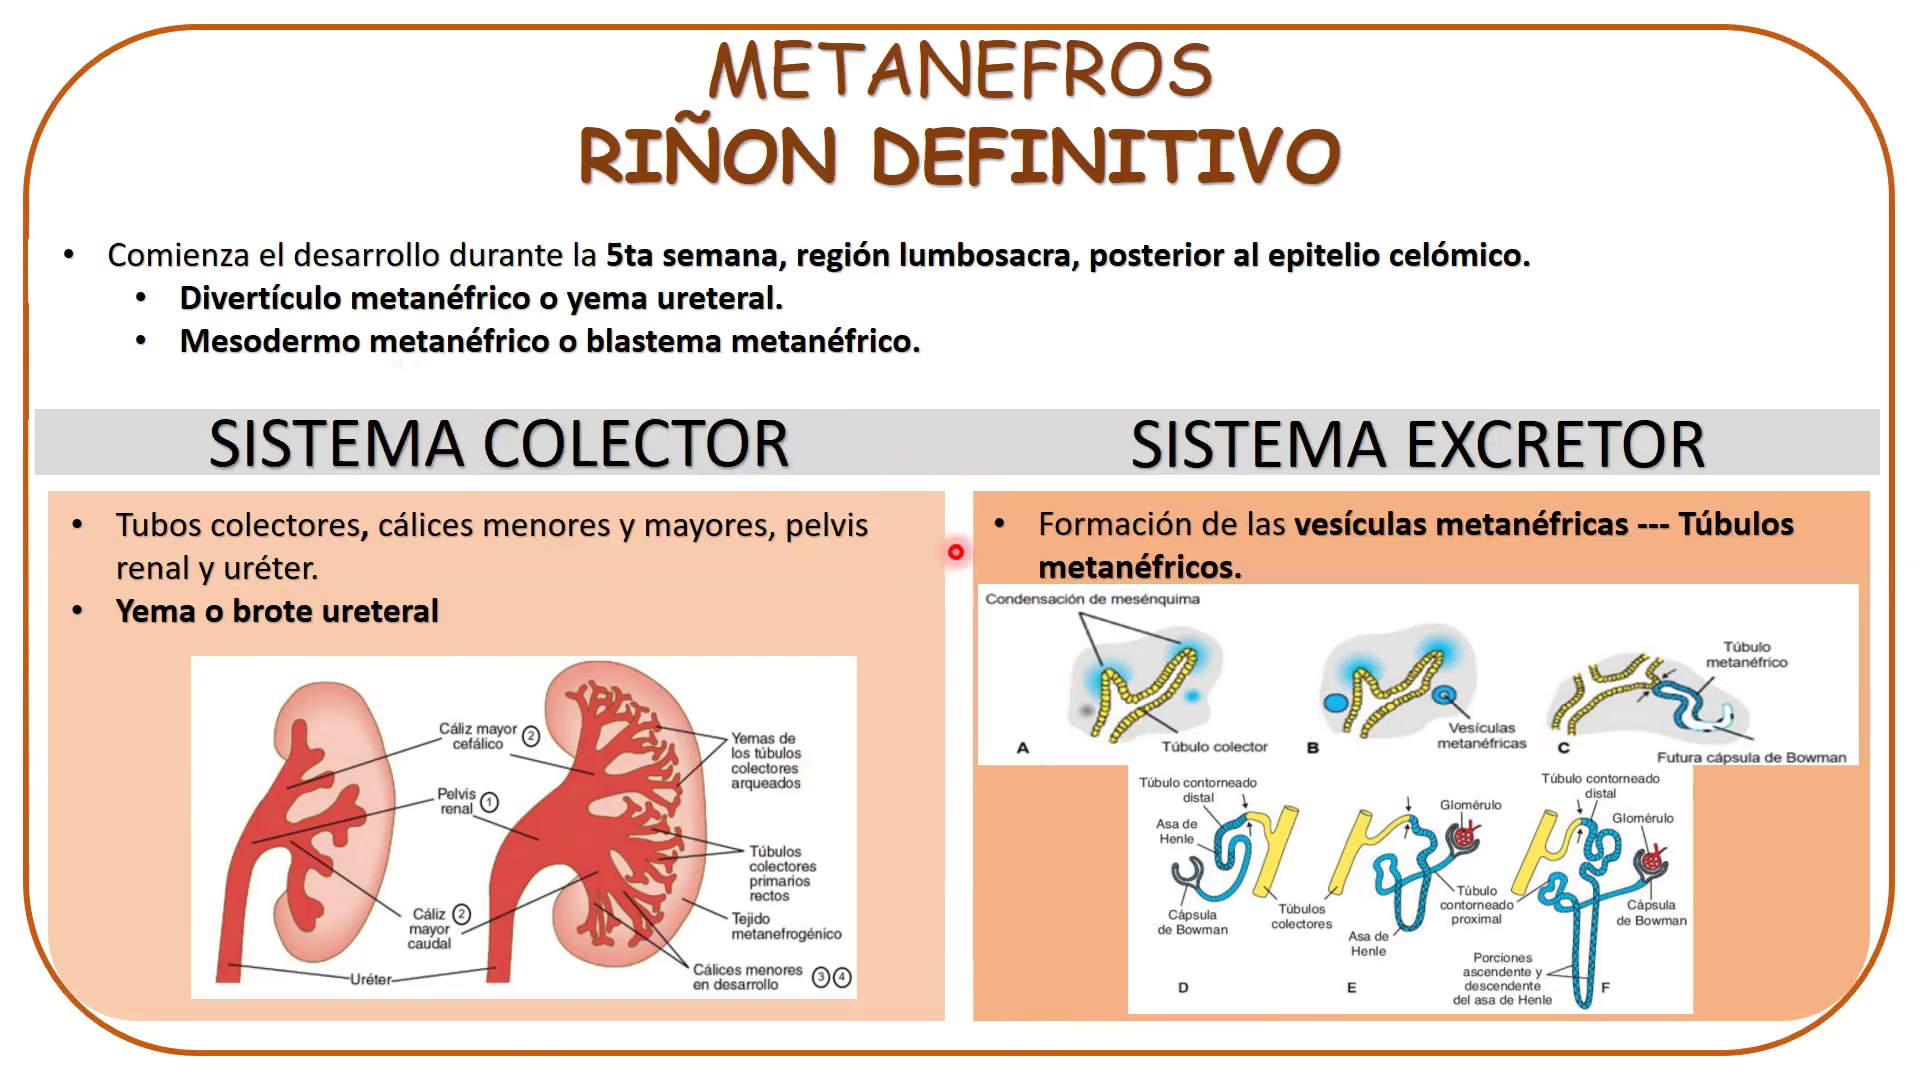 METANEFROS
RIÑON DEFINITIVO
• Comienza el desarrollo durante la 5ta semana, región lumbosacra, posterior al epitelio celómico.
• Divertículo metanéfrico o yema ureteral.
• Mesodermo metanéfrico o blastema metanéfrico.
SISTEMA COLECTOR
• Tubos colectores, cálices menores y mayores, pelvis
renal y uréter.
• Yema o brote ureteral
Cáliz mayor 2
cefálico
Pelvis
renal 1
Cáliz 2
mayor
caudal
Uréter
Yemas de
los túbulos
colectores
arqueados
Túbulos
colectores
primarios
rectos
Tejido
metanefrogénico
Cálices menores
en desarrollo 3 4
SISTEMA EXCRETOR
• Formación de las vesículas metanéfricas --- Túbulos
metanéfricos.
Condensación de mesénquima
Túbulo colector
A
Vesículas
metanéfricas
B
Túbulo
metanéfrico
Futura cápsula de Bowman
C
Túbulo contorneado
distal
Asa de
Henle
Cápsula
de Bowman
Túbulos
colectores
D
Glomérulo
Túbulo
contorneado
proximal
Asa de
Henle
E
Túbulo contorneado
distal
Glomérulo
Cápsula
de Bowman
Porciones
ascendente y
descendente
del asa de Henle
F